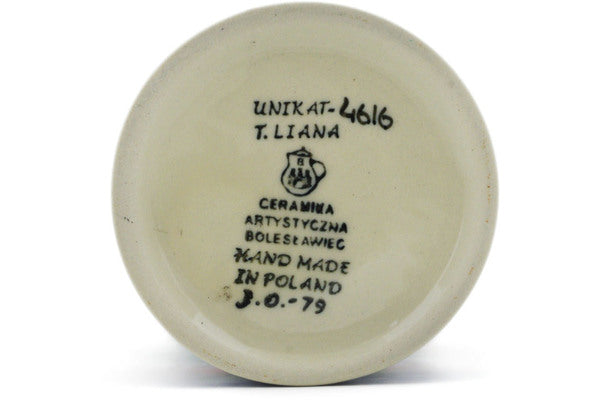 UNIKAT-4616
T. LIANA
CERAMIKA
ARTYSTYCZNA
BOLESŁAWIEC
HAND MADE
IN POLAND
J.O.-79